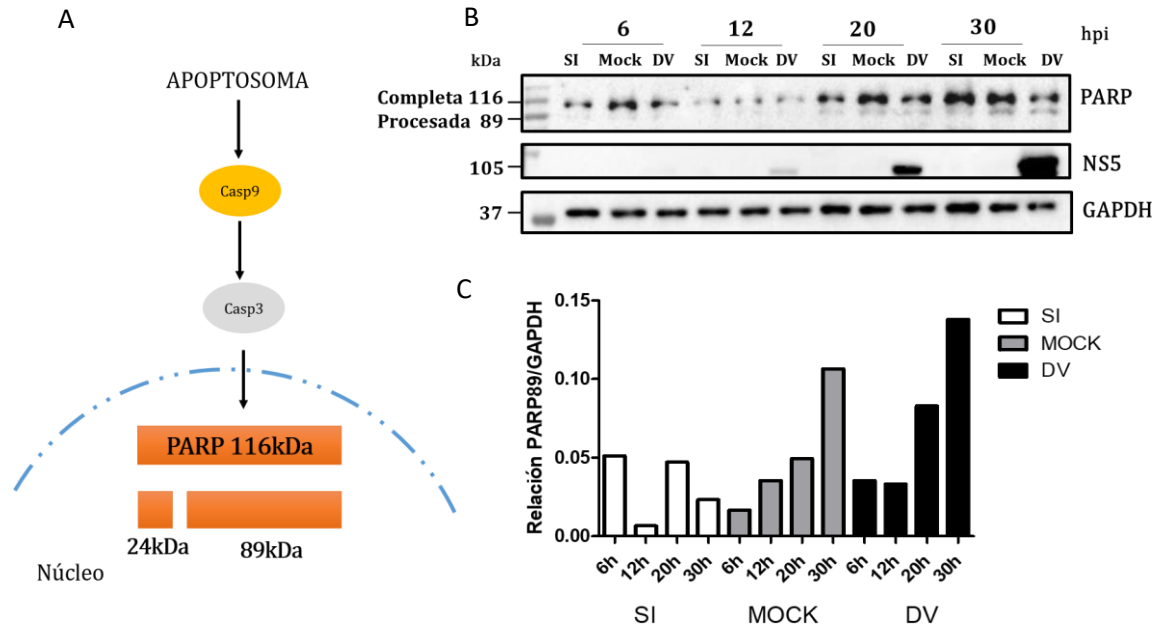 A
APOPTOSOMA
Casp9
Casp3
PARP 116kDa
24kDa
89kDa
Núcleo
B
6 12 20 30 hpi
kDa SI Mock DV SI Mock DV SI Mock DV SI Mock DV
Completa 116 PARP
Procesada 89
105 NS5
37 GAPDH
C
Relación PARP89/GAPDH
0.15
0.10
0.05
0.00
6h 12h 20h 30h 6h 12h 20h 30h 6h 12h 20h 30h
SI MOCK DV
SI
MOCK
DV